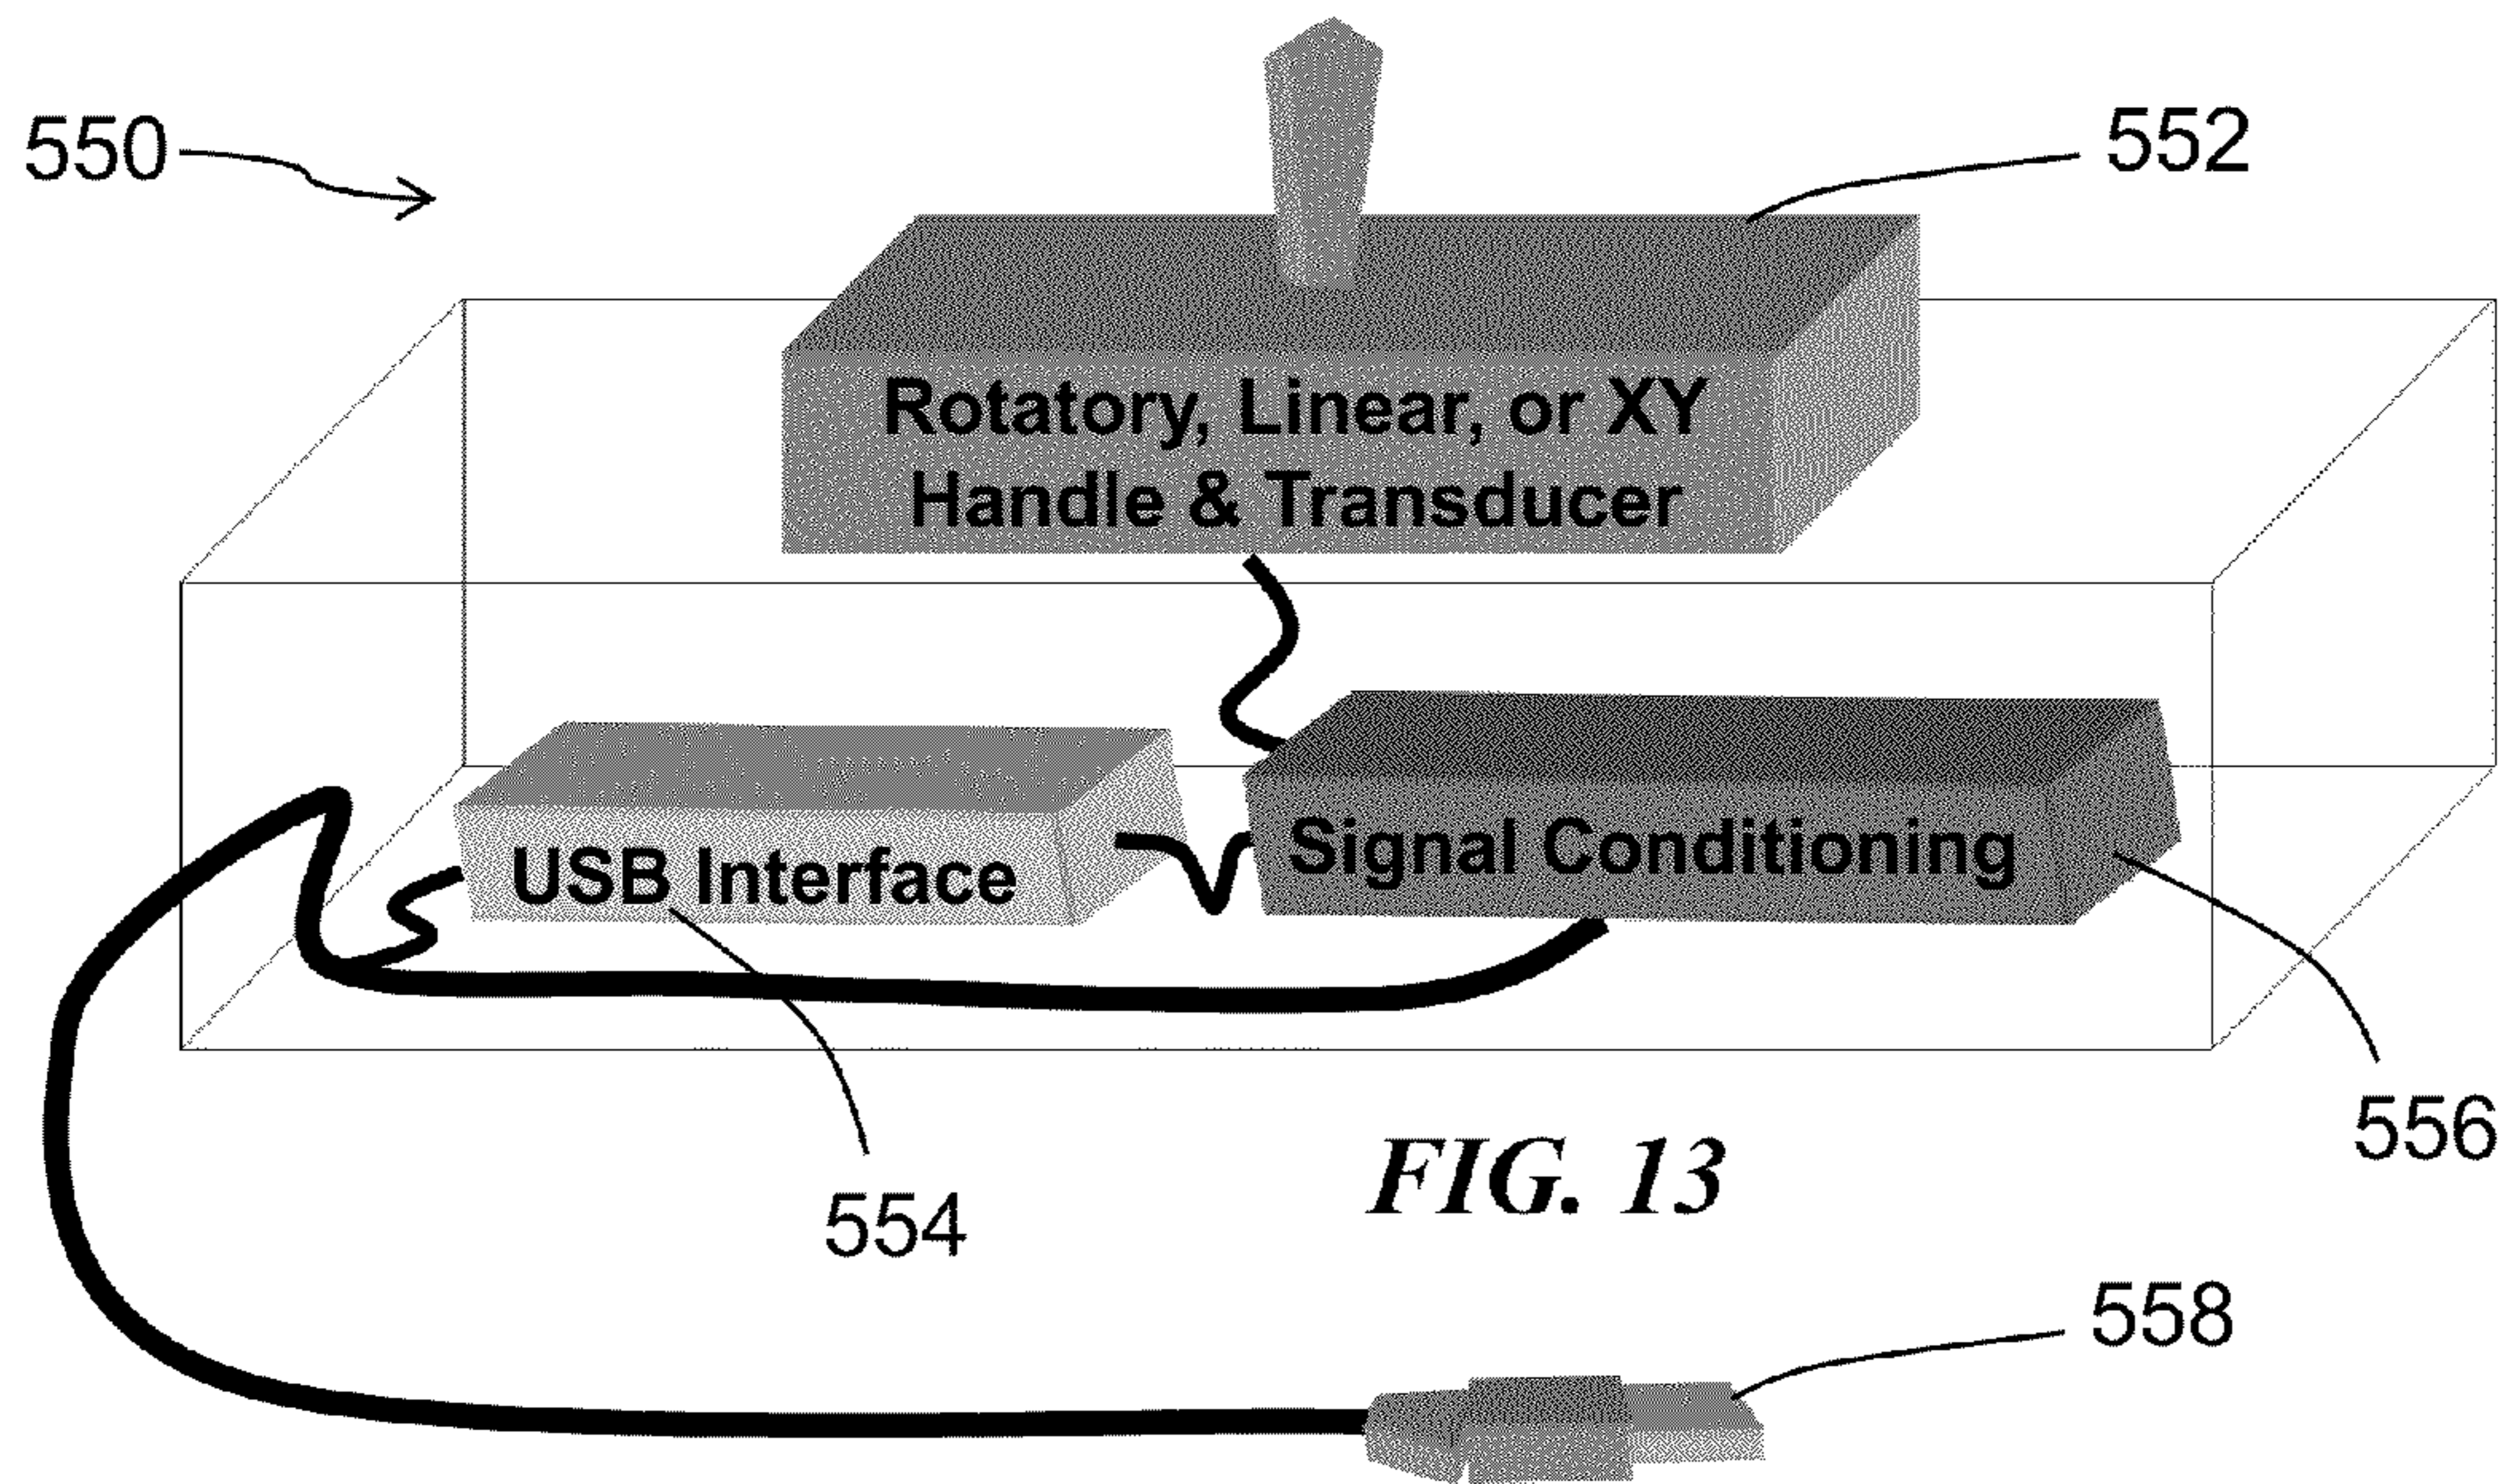 550
552
Rotatory, Linear, or XY
Handle & Transducer
USB Interface
Signal Conditioning
556
FIG. 13
554
558